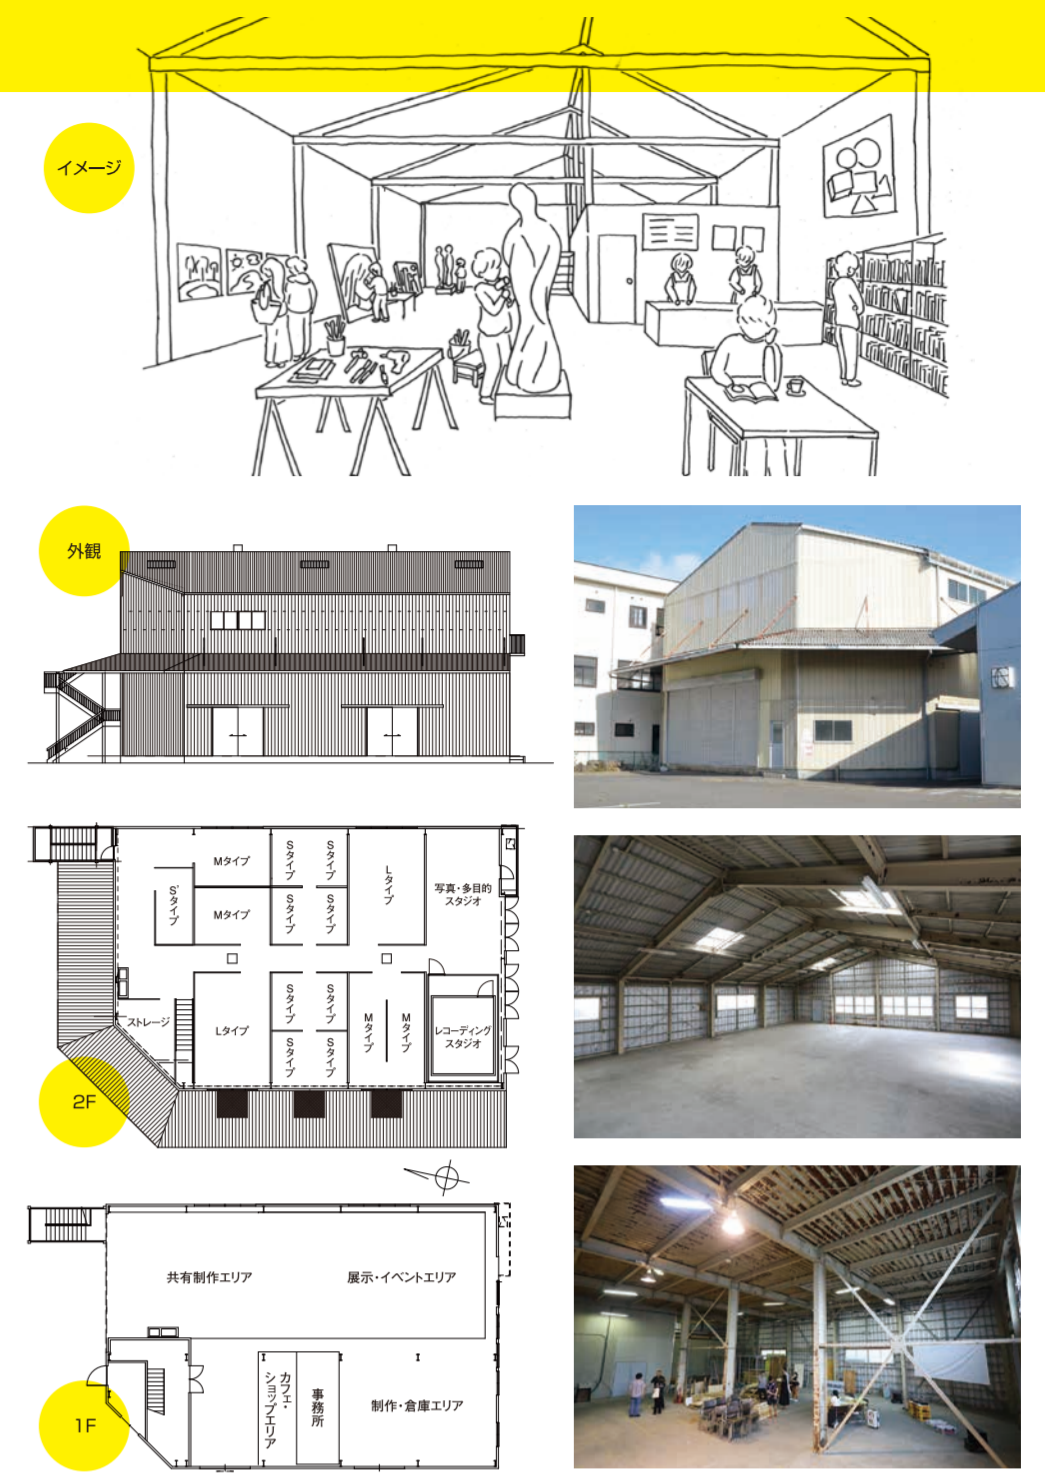 イメージ
外観
Mタイプ
Sタイプ
Sタイプ
Lタイプ
写真・多目的
スタジオ
S'タイプ
Mタイプ
Sタイプ
Sタイプ
ストレージ
Lタイプ
Sタイプ
Sタイプ
Sタイプ
Sタイプ
Mタイプ
Mタイプ
レコーディング
スタジオ
2F
共有制作エリア
展示・イベントエリア
カフェ・
ショップエリア
事務所
制作・倉庫エリア
1F